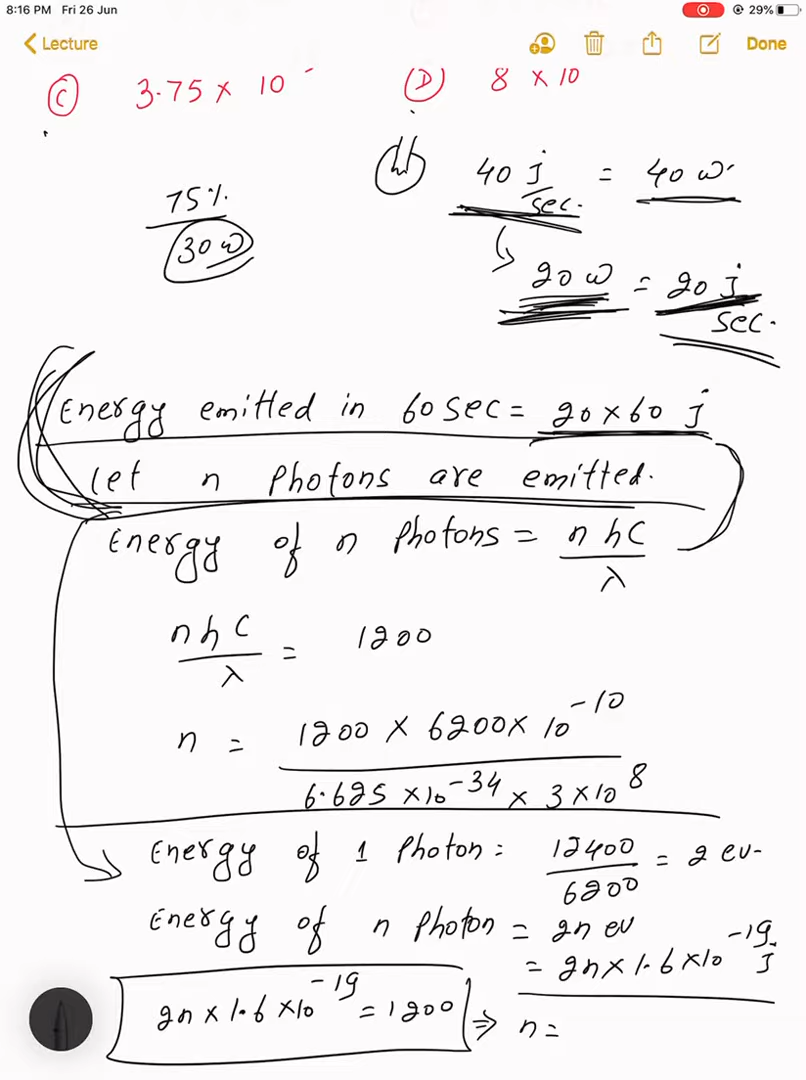 8:16 PM Fri 26 Jun 29%
Lecture Done
(C) 3.75 × 10⁻ (D) 8 × 10
40 j/sec. = 40 w
75%
30 w
20 w = 20 j/sec.
Energy emitted in 60 sec = 20×60 j
Let n Photons are emitted.
Energy of n Photons = nhC/λ
nhC/λ = 1200
n = 1200 × 6200 × 10⁻¹⁰ / 6.625 × 10⁻³⁴ × 3 × 10⁸
Energy of 1 Photon = 12400/6200 = 2 ev
Energy of n Photon = 2n ev
= 2n × 1.6 × 10⁻¹⁹ J
2n × 1.6 × 10⁻¹⁹ = 1200 ⇒ n =